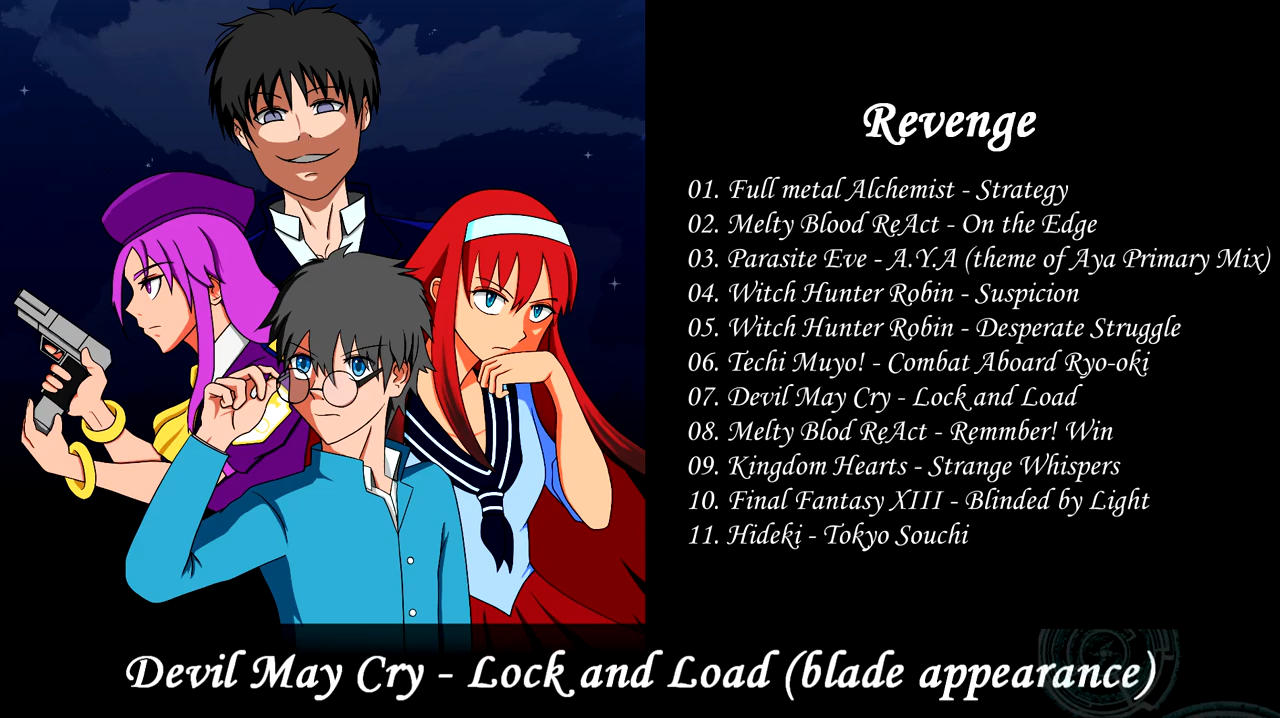 Revenge
01. Full metal Alchemist - Strategy
02. Melty Blood ReAct - On the Edge
03. Parasite Eve - A.Y.A (theme of Aya Primary Mix)
04. Witch Hunter Robin - Suspicion
05. Witch Hunter Robin - Desperate Struggle
06. Techi Muyo! - Combat Aboard Ryo-oki
07. Devil May Cry - Lock and Load
08. Melty Blod ReAct - Remmber! Win
09. Kingdom Hearts - Strange Whispers
10. Final Fantasy XIII - Blinded by Light
11. Hideki - Tokyo Souchi
Devil May Cry - Lock and Load (blade appearance)